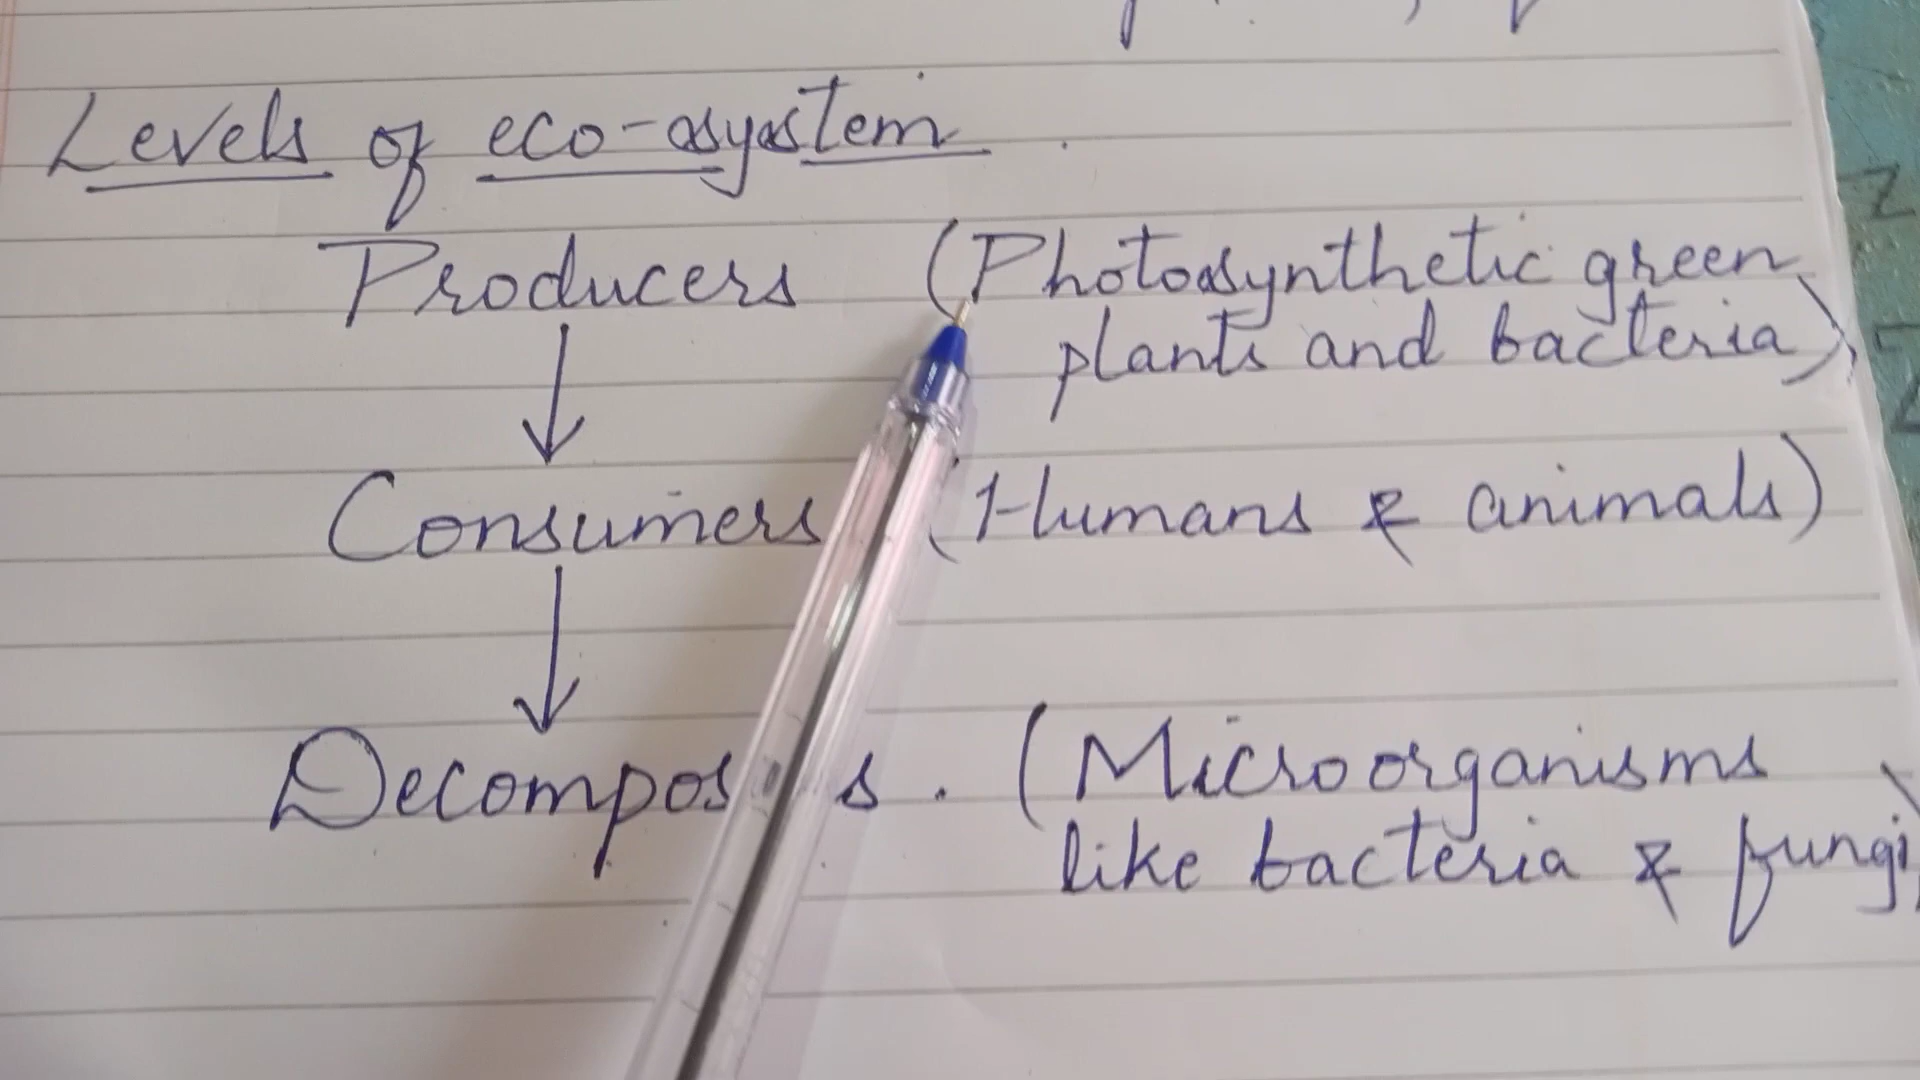 Levels of eco-system
Producers (Photosynthetic green
plants and bacteria)
Consumers (Humans & animals)
. (Microorganisms
like bacteria & fungi)